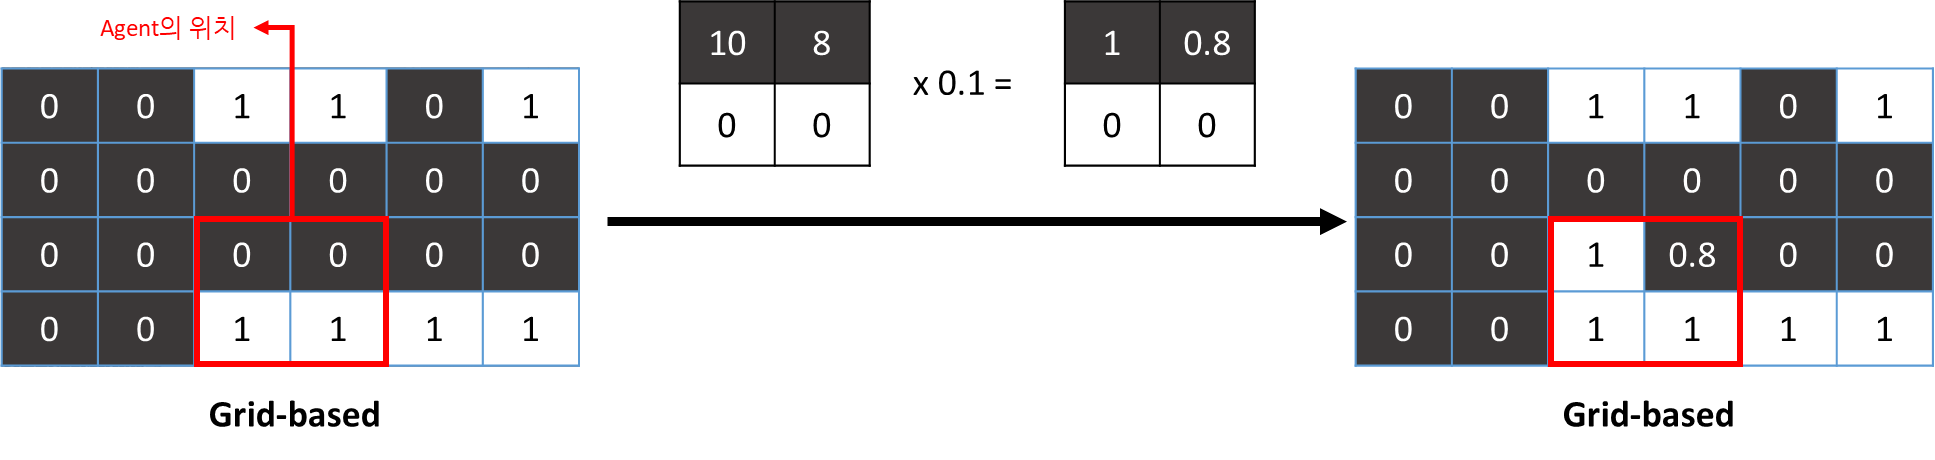 Agent의 위치
10 8
0 0
x 0.1 =
1 0.8
0 0
0 0 1 1 0 1
0 0 0 0 0 0
0 0 0 0 0 0
0 0 1 1 1 1
Grid-based
0 0 1 1 0 1
0 0 0 0 0 0
0 0 1 0.8 0 0
0 0 1 1 1 1
Grid-based